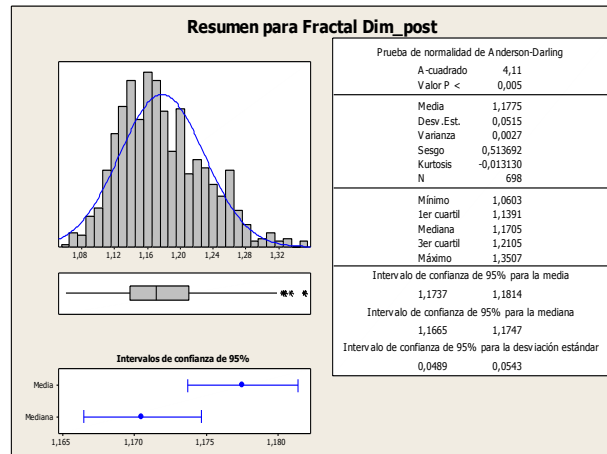 Resumen para Fractal Dim_post
1,08 1,12 1,16 1,20 1,24 1,28 1,32
Intervalos de confianza de 95%
Media
Mediana
1,165 1,170 1,175 1,180
Prueba de normalidad de Anderson-Darling
A-cuadrado 4,11
Valor P < 0,005
Media 1,1775
Desv.Est. 0,0515
Varianza 0,0027
Sesgo 0,513692
Kurtosis -0,013130
N 698
Mínimo 1,0603
1er cuartil 1,1391
Mediana 1,1705
3er cuartil 1,2105
Máximo 1,3507
Intervalo de confianza de 95% para la media
1,1737 1,1814
Intervalo de confianza de 95% para la mediana
1,1665 1,1747
Intervalo de confianza de 95% para la desviación estándar
0,0489 0,0543